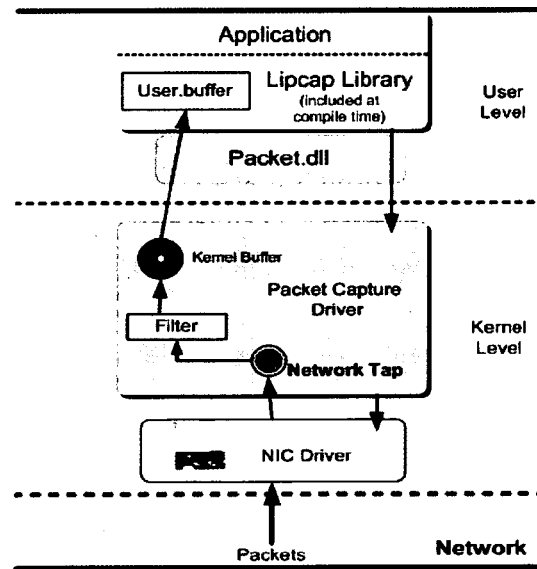 Application
User.buffer
Lipcap Library
(included at
compile time)
User
Level
Packet.dll
Kernel Buffer
Packet Capture
Driver
Filter
Kernel
Level
Network Tap
NIC Driver
Packets
Network